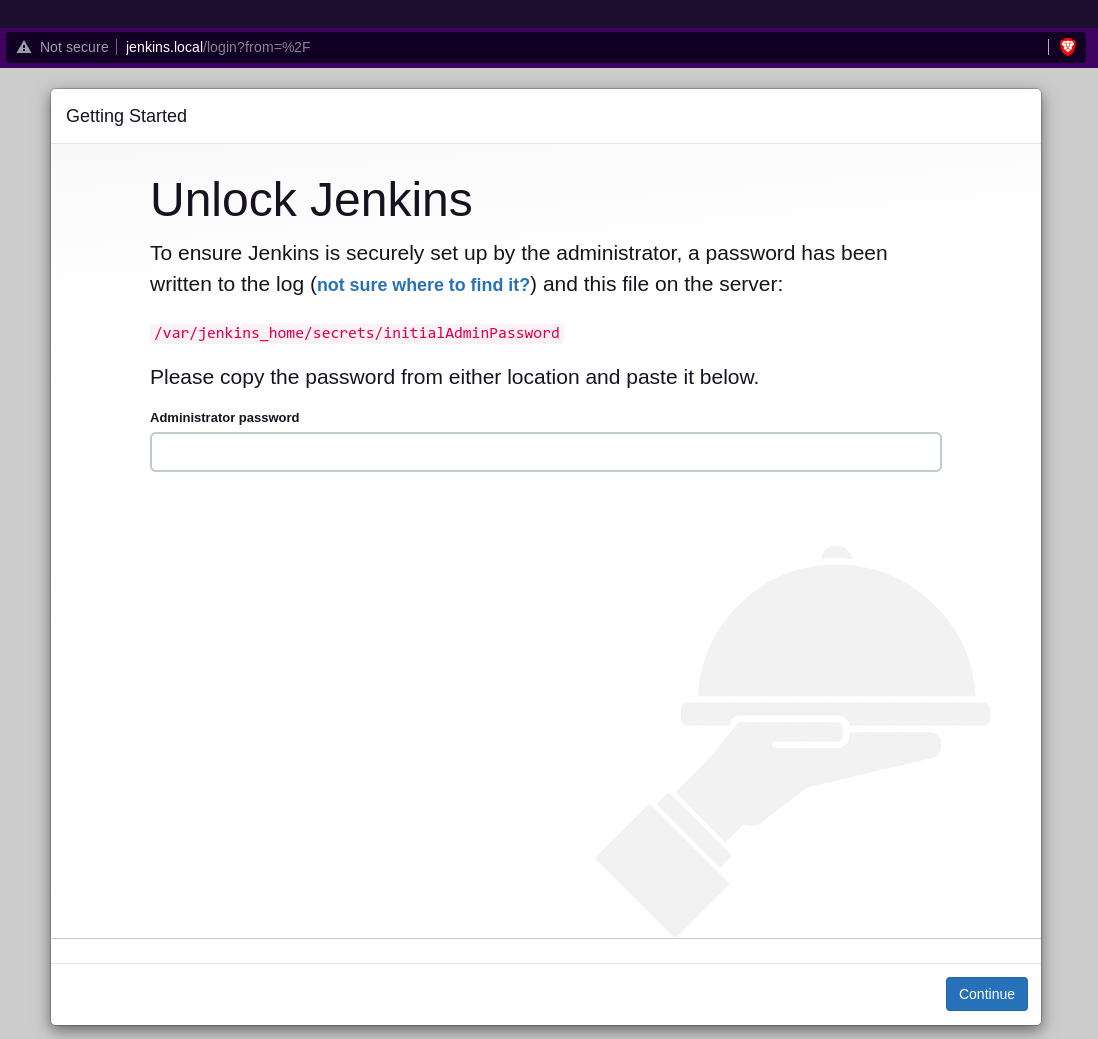 Not secure jenkins.local/login?from=%2F
Getting Started
Unlock Jenkins
To ensure Jenkins is securely set up by the administrator, a password has been
written to the log (not sure where to find it?) and this file on the server:
/var/jenkins_home/secrets/initialAdminPassword
Please copy the password from either location and paste it below.
Administrator password
Continue